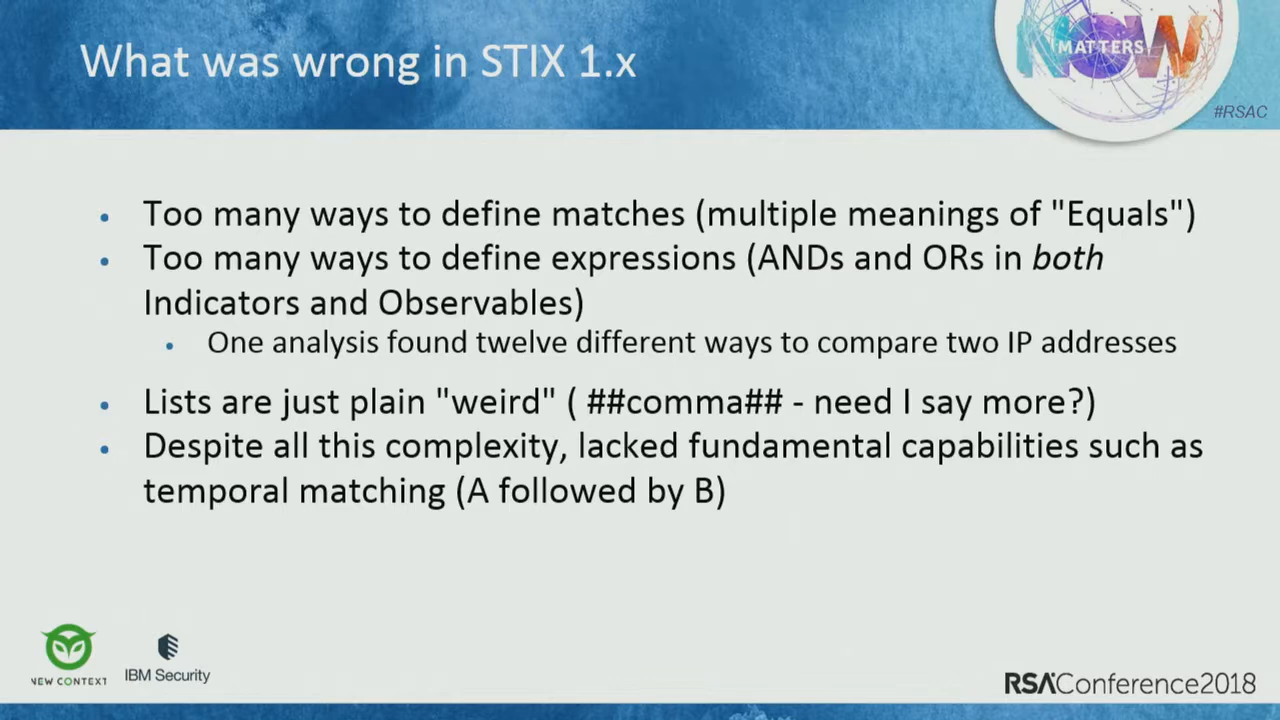 What was wrong in STIX 1.x
NOW
MATTERS
#RSAC
• Too many ways to define matches (multiple meanings of "Equals")
• Too many ways to define expressions (ANDs and ORs in both
Indicators and Observables)
• One analysis found twelve different ways to compare two IP addresses
• Lists are just plain "weird" ( ##comma## - need I say more?)
• Despite all this complexity, lacked fundamental capabilities such as
temporal matching (A followed by B)
NEW CONTEXT
IBM Security
RSAConference2018